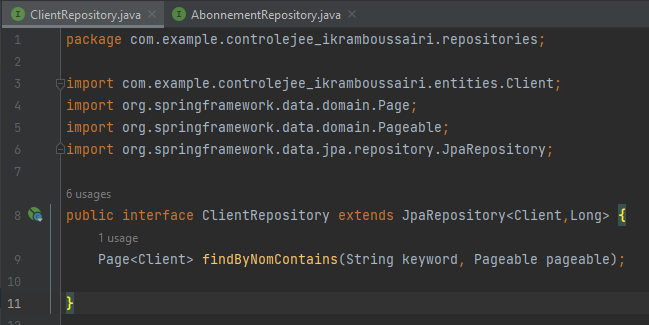 ClientRepository.java
AbonnementRepository.java
1 package com.example.controlejee_ikramboussairi.repositories;
2
3 import com.example.controlejee_ikramboussairi.entities.Client;
4 import org.springframework.data.domain.Page;
5 import org.springframework.data.domain.Pageable;
6 import org.springframework.data.jpa.repository.JpaRepository;
7
6 usages
8 public interface ClientRepository extends JpaRepository<Client,Long> {
1 usage
9 Page<Client> findByNomContains(String keyword, Pageable pageable);
10
11 }
12